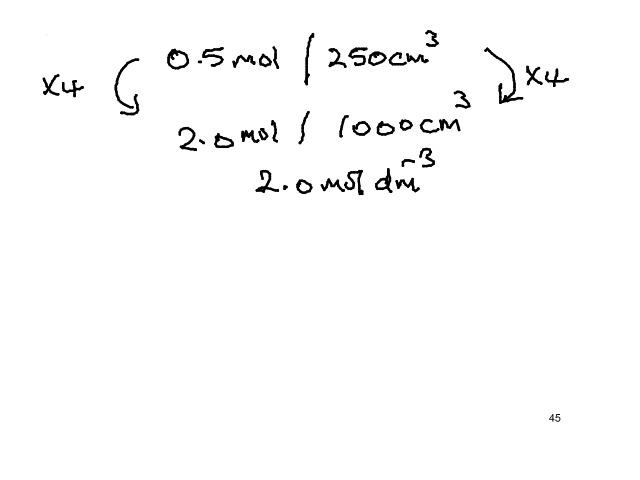 0.5 mol / 250cm³
x4 x4
2.0 mol / 1000cm³
2.0 mol dm⁻³
45